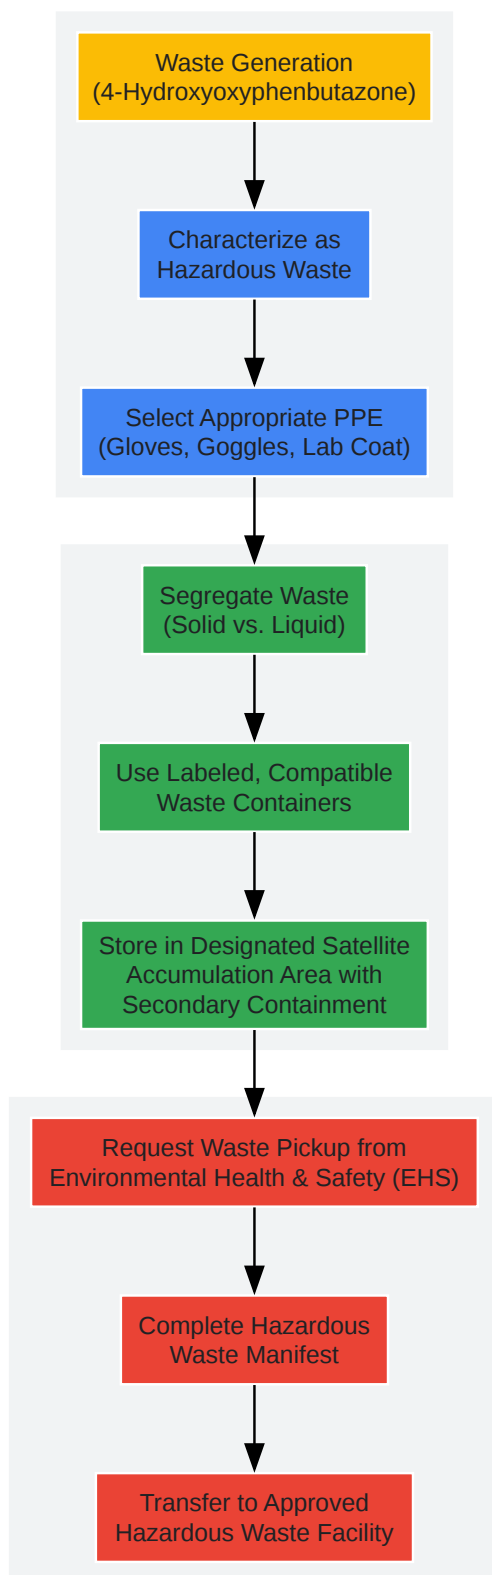 Waste Generation
(4-Hydroxyoxyphenbutazone)
Characterize as
Hazardous Waste
Select Appropriate PPE
(Gloves, Goggles, Lab Coat)
Segregate Waste
(Solid vs. Liquid)
Use Labeled, Compatible
Waste Containers
Store in Designated Satellite
Accumulation Area with
Secondary Containment
Request Waste Pickup from
Environmental Health & Safety (EHS)
Complete Hazardous
Waste Manifest
Transfer to Approved
Hazardous Waste Facility